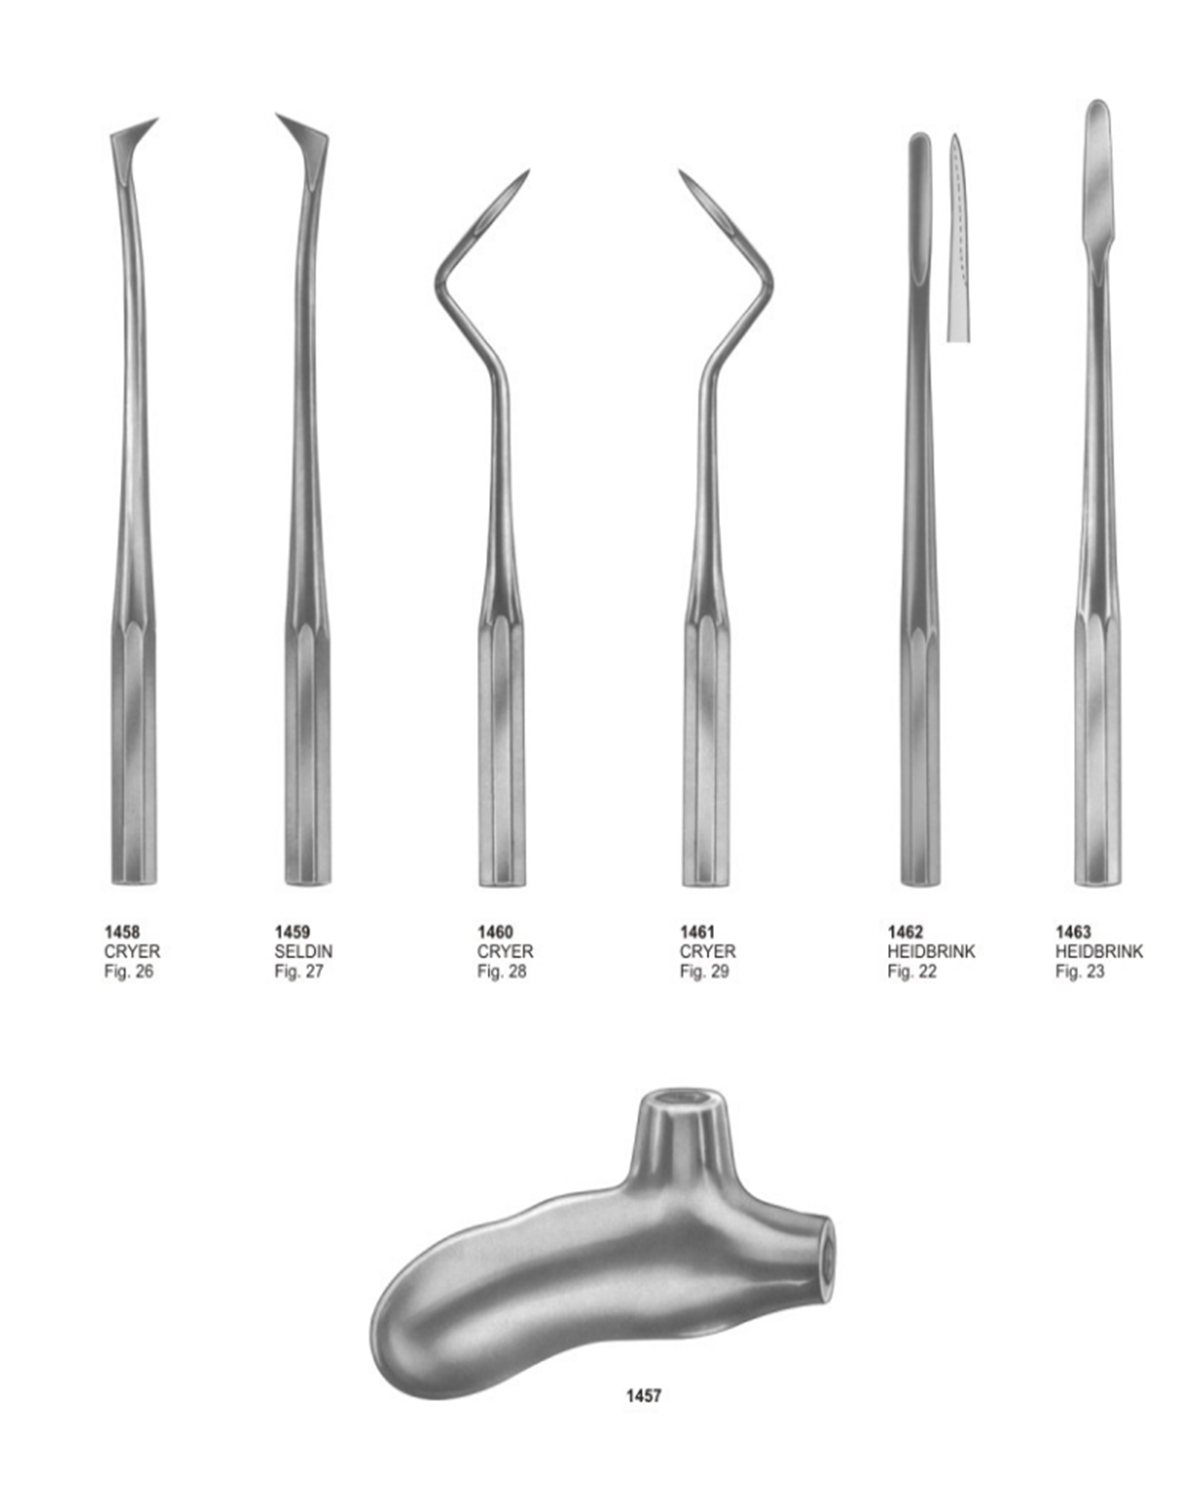 1458
CRYER
Fig. 26
1459
SELDIN
Fig. 27
1460
CRYER
Fig. 28
1461
CRYER
Fig. 29
1462
HEIDBRINK
Fig. 22
1463
HEIDBRINK
Fig. 23
1457